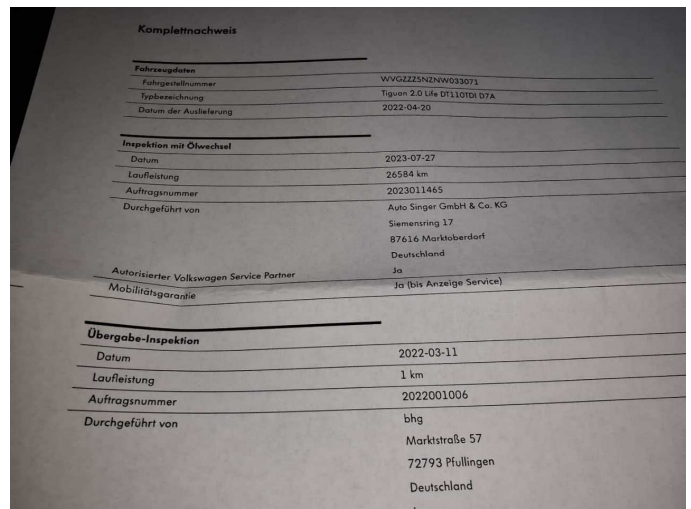 Komplettnachweis
Fahrzeugdaten
Fahrgestellnummer WVGZZZ5NZNW033071
Typbezeichnung Tiguan 2.0 Life DT110TDI D7A
Datum der Auslieferung 2022-04-20
Inspektion mit Ölwechsel
Datum 2023-07-27
Laufleistung 26584 km
Auftragsnummer 2023011465
Durchgeführt von Auto Singer GmbH & Co. KG
Siemensring 17
87616 Marktoberdorf
Deutschland
Autorisierter Volkswagen Service Partner Ja
Mobilitätsgarantie Ja (bis Anzeige Service)
Übergabe-Inspektion
Datum 2022-03-11
Laufleistung 1 km
Auftragsnummer 2022001006
Durchgeführt von bhg
Marktstraße 57
72793 Pfullingen
Deutschland